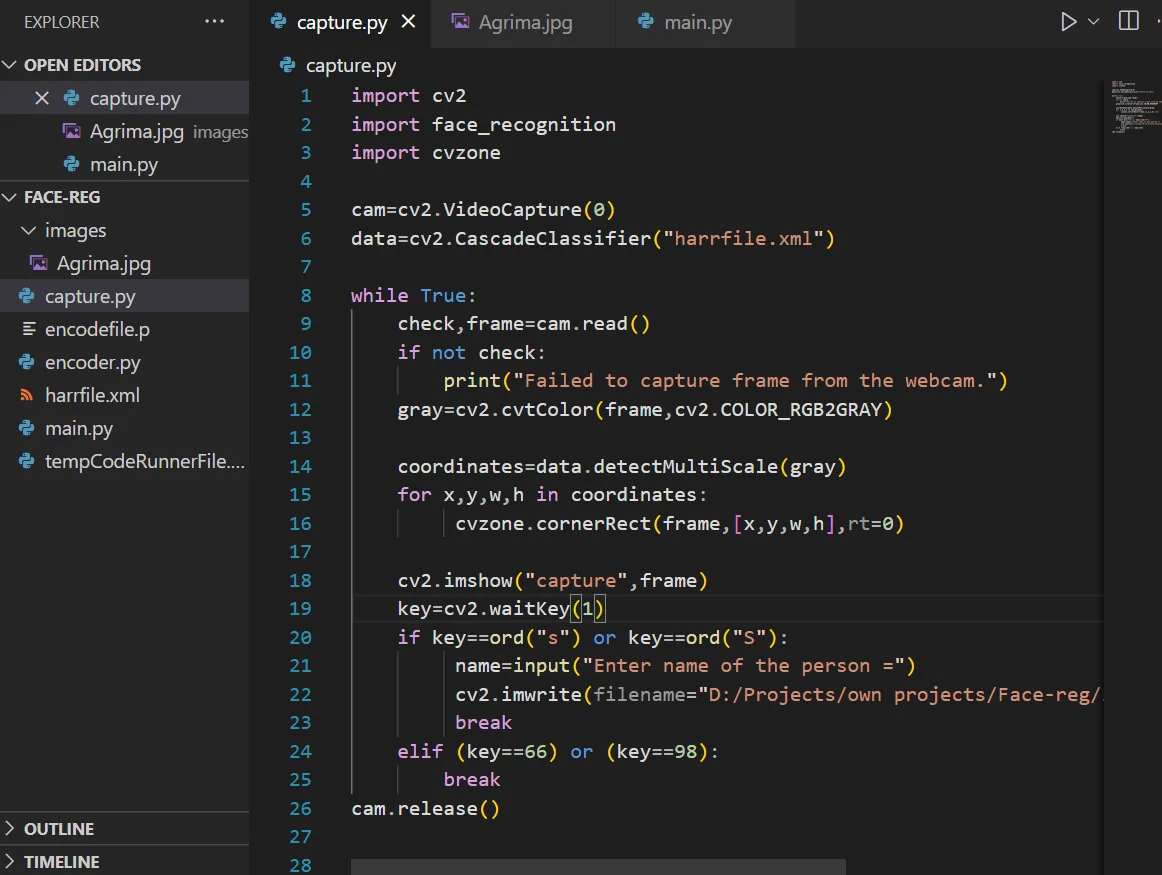 EXPLORER ...
OPEN EDITORS
capture.py
Agrima.jpg images
main.py
FACE-REG
images
Agrima.jpg
capture.py
encodefile.p
encoder.py
harrfile.xml
main.py
tempCodeRunnerFile....
OUTLINE
TIMELINE
capture.py Agrima.jpg main.py
capture.py
1 import cv2
2 import face_recognition
3 import cvzone
4
5 cam=cv2.VideoCapture(0)
6 data=cv2.CascadeClassifier("harrfile.xml")
7
8 while True:
9 check,frame=cam.read()
10 if not check:
11 print("Failed to capture frame from the webcam.")
12 gray=cv2.cvtColor(frame,cv2.COLOR_RGB2GRAY)
13
14 coordinates=data.detectMultiScale(gray)
15 for x,y,w,h in coordinates:
16 cvzone.cornerRect(frame,[x,y,w,h],rt=0)
17
18 cv2.imshow("capture",frame)
19 key=cv2.waitKey(1)
20 if key==ord("s") or key==ord("S"):
21 name=input("Enter name of the person =")
22 cv2.imwrite(filename="D:/Projects/own projects/Face-reg/
23 break
24 elif (key==66) or (key==98):
25 break
26 cam.release()
27
28